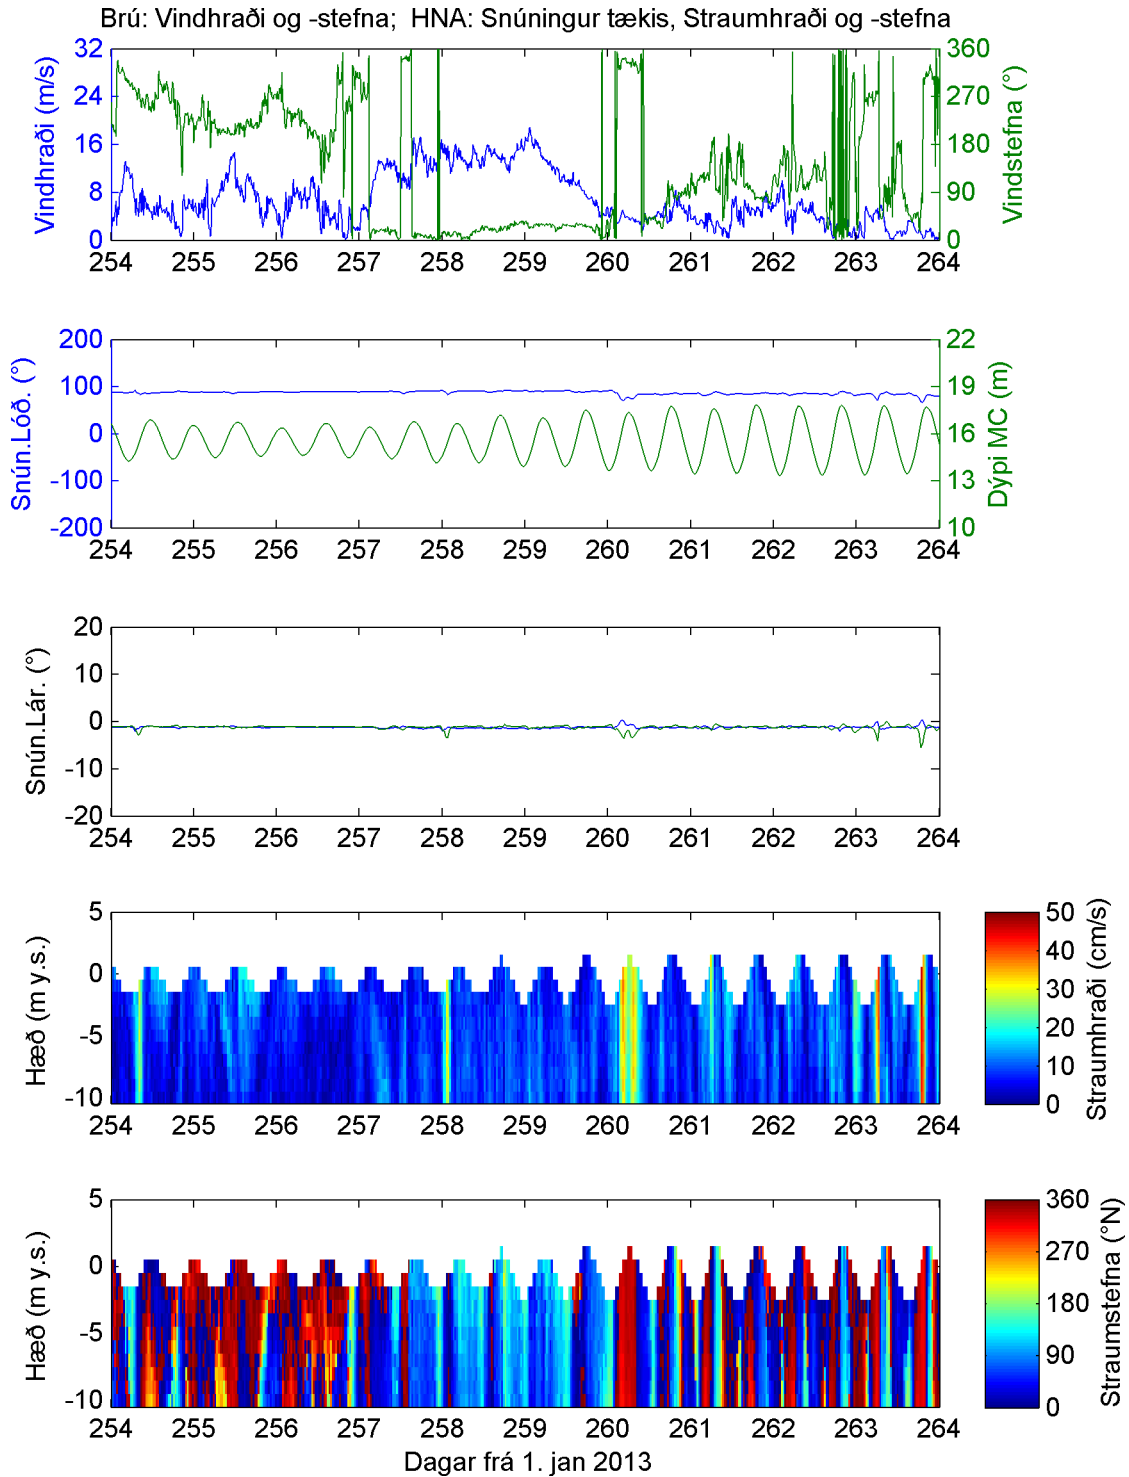 Brú: Vindhraði og -stefna;  HNA: Snúningur tækis, Straumhraði og -stefna
Vindhraði (m/s)
32
24
16
8
0
360
270
180
90
0
Vindstefna (°)
254 255 256 257 258 259 260 261 262 263 264
Snún.Lóð. (°)
200
100
0
-100
-200
22
19
16
13
10
Dýpi MC (m)
254 255 256 257 258 259 260 261 262 263 264
Snún.Lár. (°)
20
10
0
-10
-20
254 255 256 257 258 259 260 261 262 263 264
Hæð (m y.s.)
5
0
-5
-10
254 255 256 257 258 259 260 261 262 263 264
50
40
30
20
10
0
Straumhraði (cm/s)
Hæð (m y.s.)
5
0
-5
-10
254 255 256 257 258 259 260 261 262 263 264
360
270
180
90
0
Straumstefna (°N)
Dagar frá 1. jan 2013